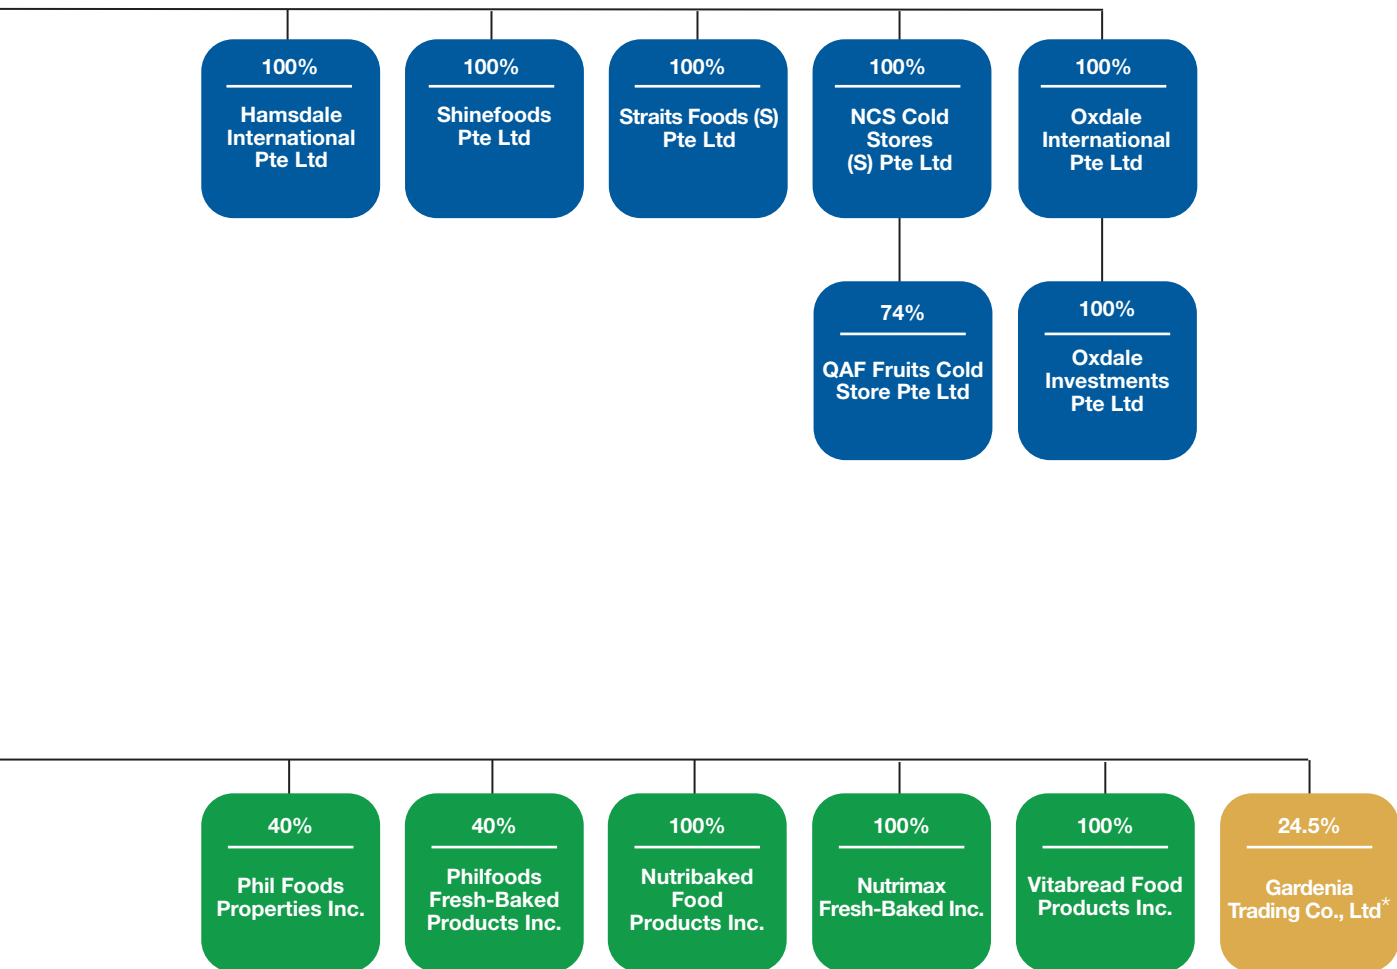 100%
Hamsdale
International
Pte Ltd
100%
Shinefoods
Pte Ltd
100%
Straits Foods (S)
Pte Ltd
100%
NCS Cold
Stores
(S) Pte Ltd
100%
Oxdale
International
Pte Ltd
74%
QAF Fruits Cold
Store Pte Ltd
100%
Oxdale
Investments
Pte Ltd
40%
Phil Foods
Properties Inc.
40%
Philfoods
Fresh-Baked
Products Inc.
100%
Nutribaked
Food
Products Inc.
100%
Nutrimax
Fresh-Baked Inc.
100%
Vitabread Food
Products Inc.
24.5%
Gardenia
Trading Co., Ltd*